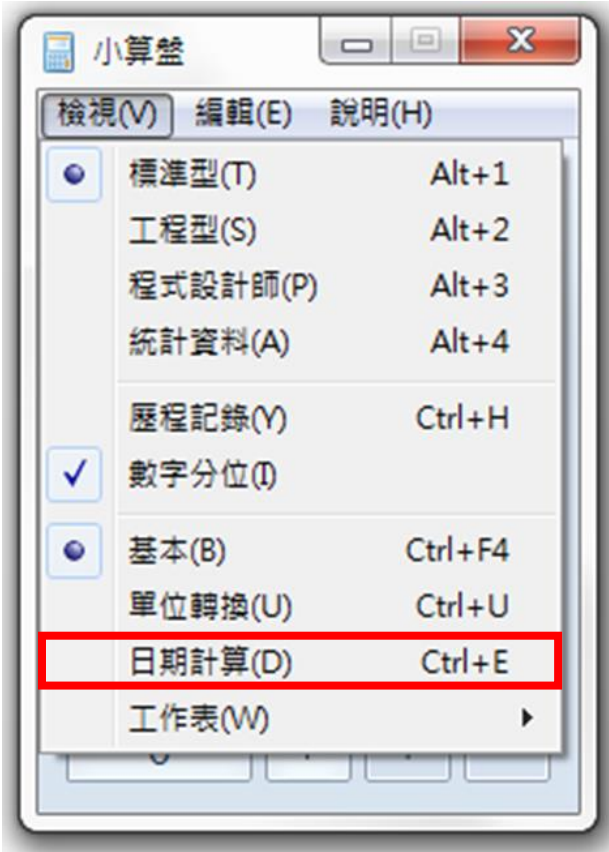 小算盤
檢視(V) 編輯(E) 說明(H)
標準型(T) Alt+1
工程型(S) Alt+2
程式設計師(P) Alt+3
統計資料(A) Alt+4
歷程記錄(Y) Ctrl+H
數字分位(I)
基本(B) Ctrl+F4
單位轉換(U) Ctrl+U
日期計算(D) Ctrl+E
工作表(W)